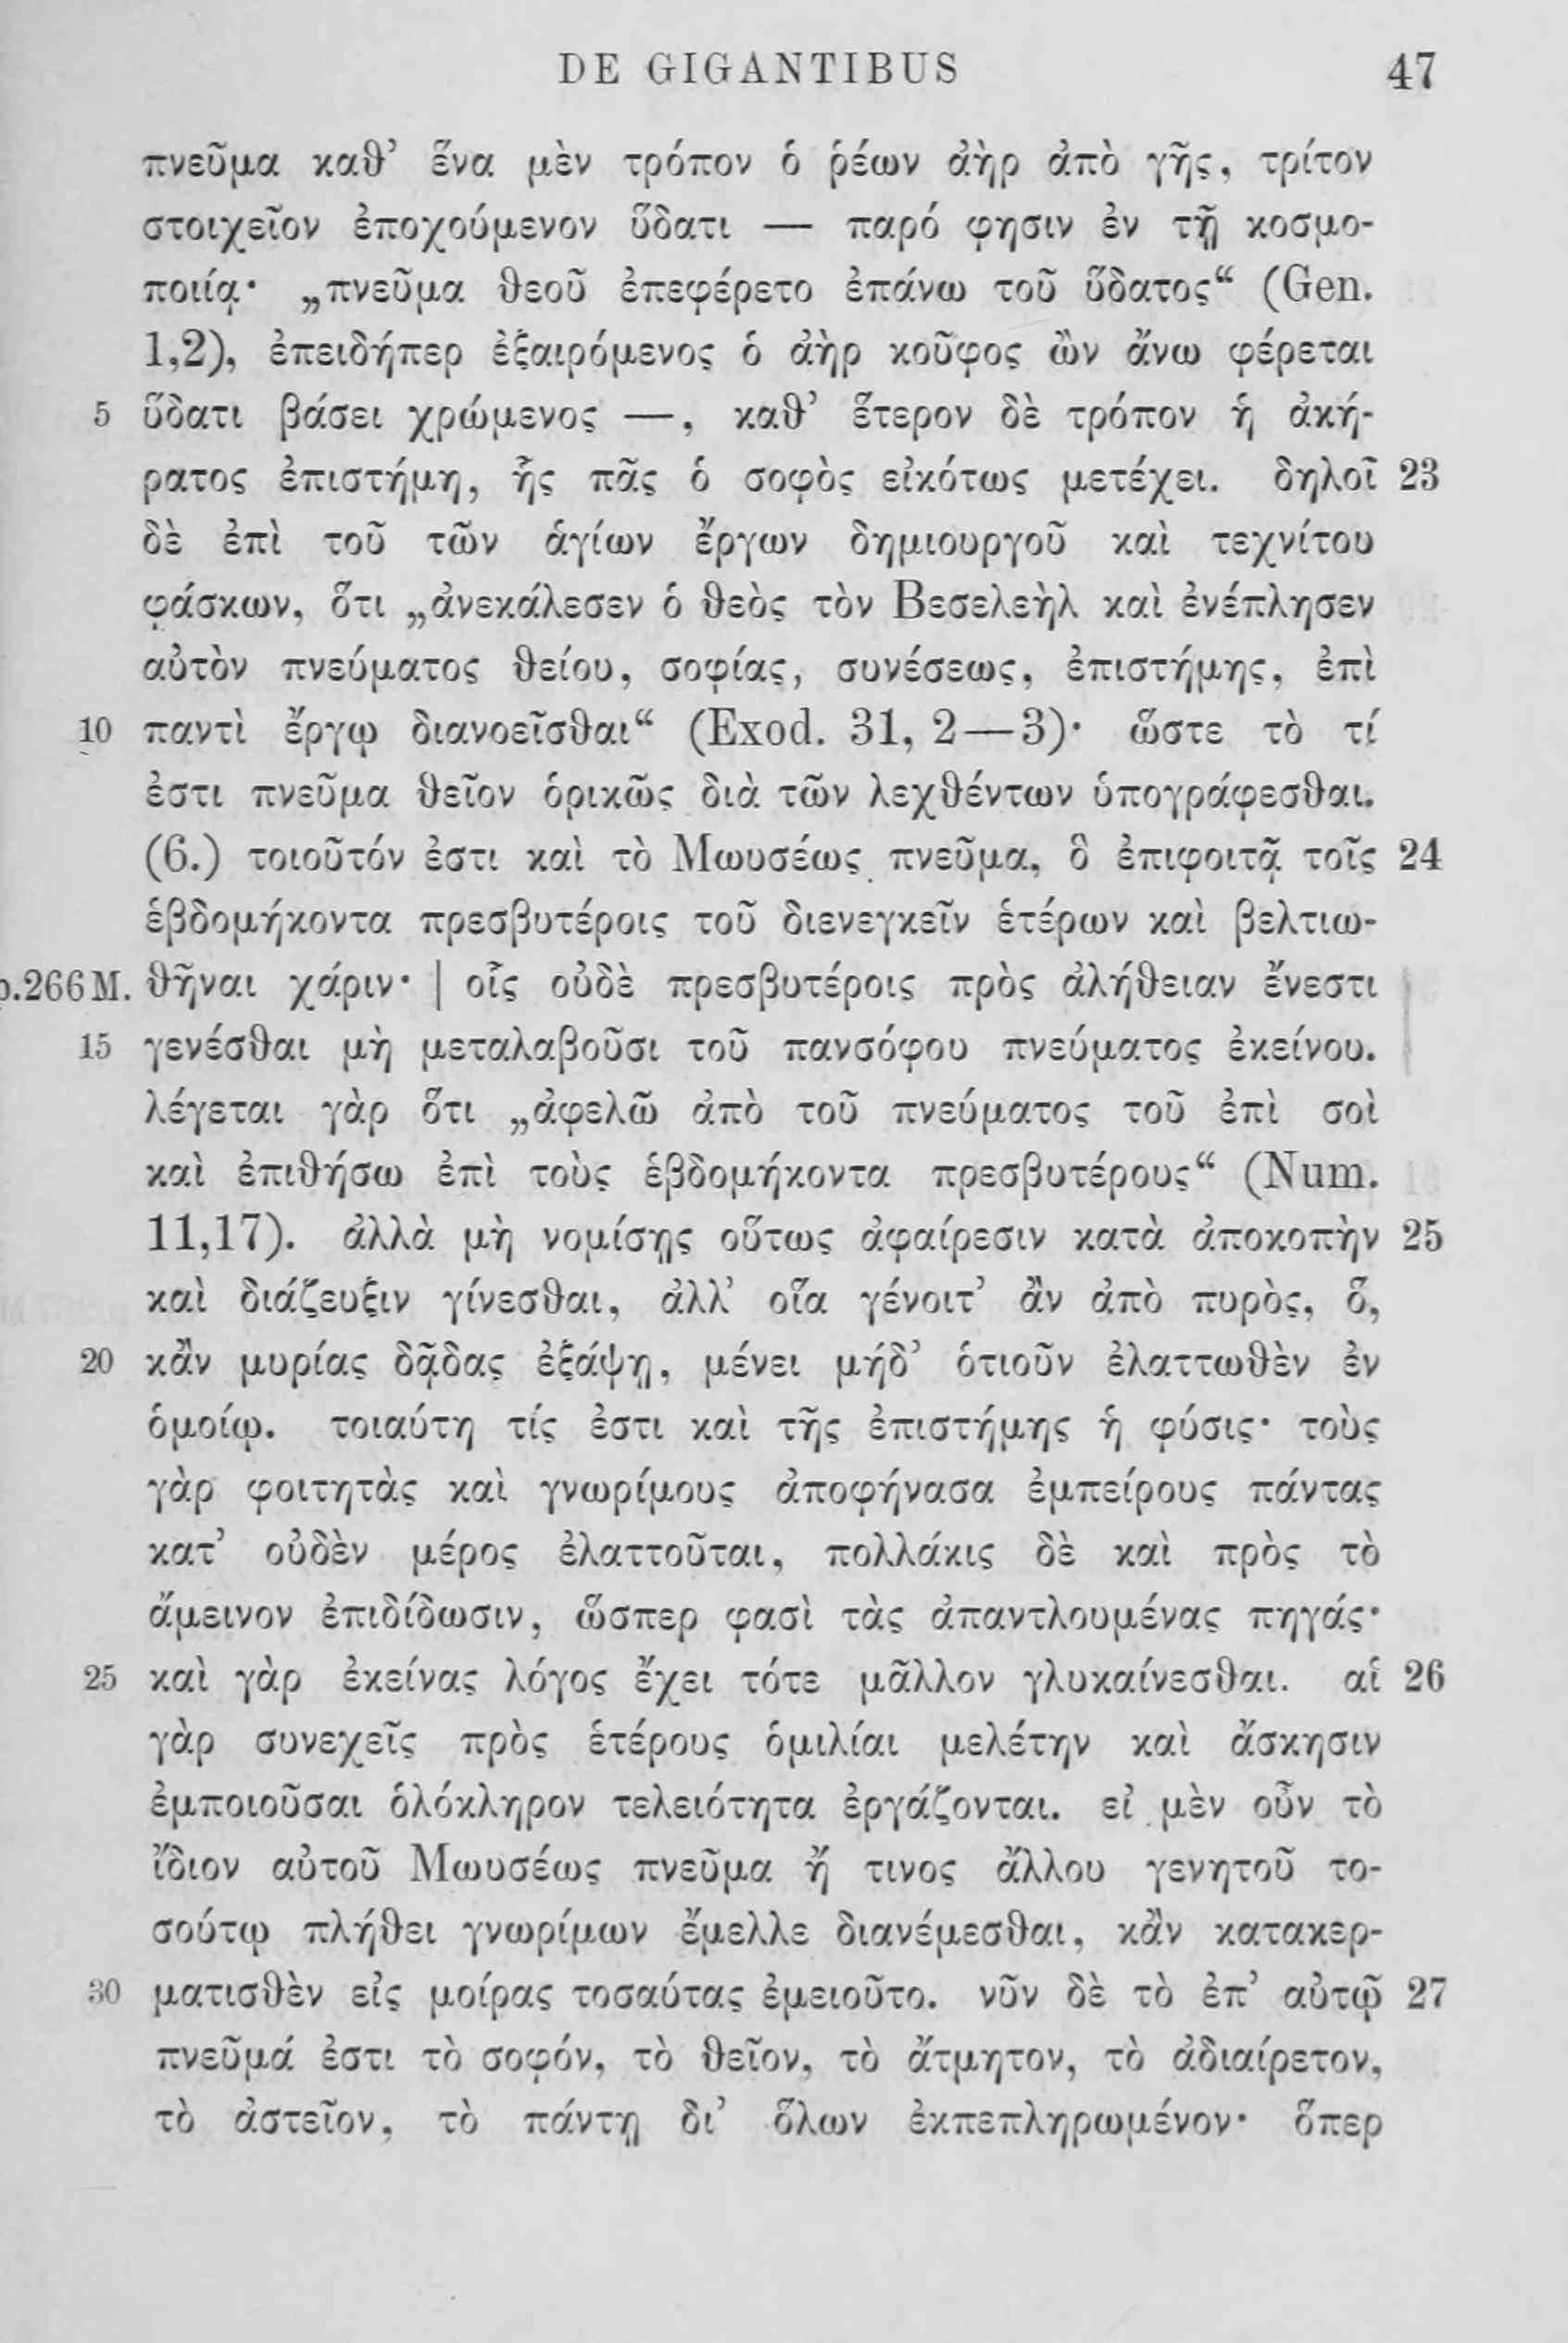 DE GIGANTIBUS 47
πνεῦμα καθ’ ἕνα μὲν τρόπον ὁ ῥέων ἀὴρ ἀπὸ γῆς, τρίτον
στοιχεῖον ἐποχούμενον ὕδατι — παρό φησιν ἐν τῇ κοσμο-
ποιίᾳ· „πνεῦμα θεοῦ ἐπεφέρετο ἐπάνω τοῦ ὕδατος“ (Gen.
1,2), ἐπειδήπερ ἐξαιρόμενος ὁ ἀὴρ κοῦφος ὢν ἄνω φέρεται
5 ὕδατι βάσει χρώμενος —, καθ’ ἕτερον δὲ τρόπον ἡ ἀκή-
ρατος ἐπιστήμη, ἧς πᾶς ὁ σοφὸς εἰκότως μετέχει. δηλοῖ 23
δὲ ἐπὶ τοῦ τῶν ἁγίων ἔργων δημιουργοῦ καὶ τεχνίτου
φάσκων, ὅτι „ἀνεκάλεσεν ὁ θεὸς τὸν Βεσελεὴλ καὶ ἐνέπλησεν
αὐτὸν πνεύματος θείου, σοφίας, συνέσεως, ἐπιστήμης, ἐπὶ
10 παντὶ ἔργῳ διανοεῖσθαι“ (Exod. 31, 2—3)· ὥστε τὸ τί
ἐστι πνεῦμα θεῖον ὁρικῶς διὰ τῶν λεχθέντων ὑπογράφεσθαι.
(6.) τοιοῦτόν ἐστι καὶ τὸ Μωυσέως πνεῦμα, ὃ ἐπιφοιτᾷ τοῖς 24
ἑβδομήκοντα πρεσβυτέροις τοῦ διενεγκεῖν ἑτέρων καὶ βελτιω-
p.266 M. θῆναι χάριν· | οἷς οὐδὲ πρεσβυτέροις πρὸς ἀλήθειαν ἔνεστι
15 γενέσθαι μὴ μεταλαβοῦσι τοῦ πανσόφου πνεύματος ἐκείνου.
λέγεται γὰρ ὅτι „ἀφελῶ ἀπὸ τοῦ πνεύματος τοῦ ἐπὶ σοὶ
καὶ ἐπιθήσω ἐπὶ τοὺς ἑβδομήκοντα πρεσβυτέρους“ (Num.
11,17). ἀλλὰ μὴ νομίσῃς οὕτως ἀφαίρεσιν κατὰ ἀποκοπὴν 25
καὶ διάζευξιν γίνεσθαι, ἀλλ’ οἵα γένοιτ’ ἂν ἀπὸ πυρὸς, ὅ,
20 κἂν μυρίας δᾷδας ἐξάψῃ, μένει μήδ’ ὁτιοῦν ἐλαττωθὲν ἐν
ὁμοίῳ. τοιαύτη τίς ἐστι καὶ τῆς ἐπιστήμης ἡ φύσις· τοὺς
γὰρ φοιτητὰς καὶ γνωρίμους ἀποφήνασα ἐμπείρους πάντας
κατ’ οὐδὲν μέρος ἐλαττοῦται, πολλάκις δὲ καὶ πρὸς τὸ
ἄμεινον ἐπιδίδωσιν, ὥσπερ φασὶ τὰς ἀπαντλουμένας πηγάς·
25 καὶ γὰρ ἐκείνας λόγος ἔχει τότε μᾶλλον γλυκαίνεσθαι. αἱ 26
γὰρ συνεχεῖς πρὸς ἑτέρους ὁμιλίαι μελέτην καὶ ἄσκησιν
ἐμποιοῦσαι ὁλόκληρον τελειότητα ἐργάζονται. εἰ μὲν οὖν τὸ
ἴδιον αὐτοῦ Μωυσέως πνεῦμα ἤ τινος ἄλλου γενητοῦ το-
σούτῳ πλήθει γνωρίμων ἔμελλε διανέμεσθαι, κἂν κατακερ-
30 ματισθὲν εἰς μοίρας τοσαύτας ἐμειοῦτο. νῦν δὲ τὸ ἐπ’ αὐτῷ 27
πνεῦμά ἐστι τὸ σοφόν, τὸ θεῖον, τὸ ἄτμητον, τὸ ἀδιαίρετον,
τὸ ἀστεῖον, τὸ πάντῃ δι’ ὅλων ἐκπεπληρωμένον· ὅπερ